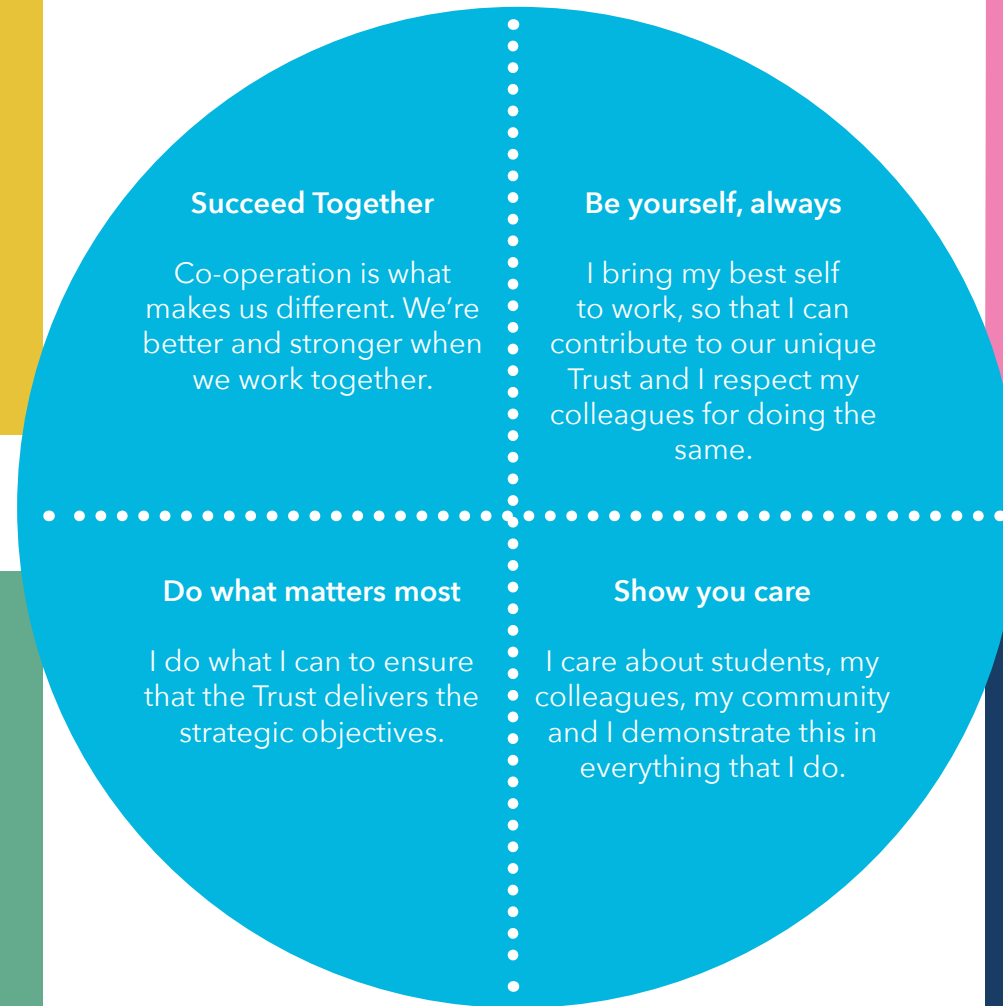 Succeed Together
Co-operation is what
makes us different. We’re
better and stronger when
we work together.
Be yourself, always
I bring my best self
to work, so that I can
contribute to our unique
Trust and I respect my
colleagues for doing the
same.
Do what matters most
I do what I can to ensure
that the Trust delivers the
strategic objectives.
Show you care
I care about students, my
colleagues, my community
and I demonstrate this in
everything that I do.